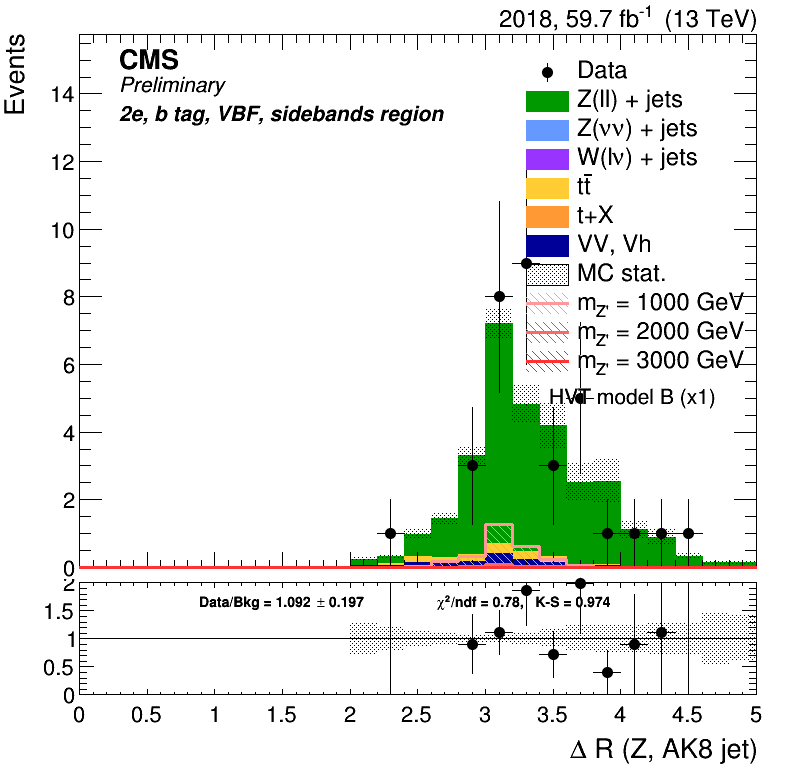 2018, 59.7 fb⁻¹ (13 TeV)
Events
CMS
Preliminary
2e, b tag, VBF, sidebands region
Data
Z(ll) + jets
Z(νν) + jets
W(lν) + jets
tt̄
t+X
VV, Vh
MC stat.
m_Z' = 1000 GeV
m_Z' = 2000 GeV
m_Z' = 3000 GeV
HVT model B (x1)
14
12
10
8
6
4
2
0
Data/Bkg = 1.092 ± 0.197
χ²/ndf = 0.78, K-S = 0.974
2
1.5
1
0.5
0
0 0.5 1 1.5 2 2.5 3 3.5 4 4.5 5
Δ R (Z, AK8 jet)